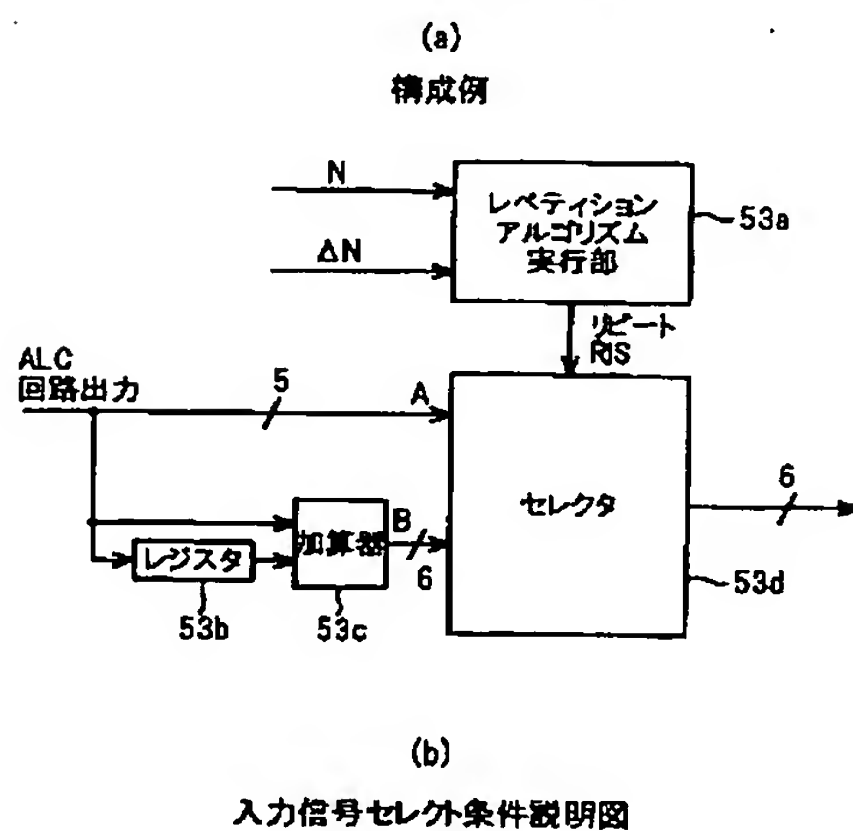 (a)
構成例
N
ΔN
レペティション
アルゴリズム
実行部
53a
リピート
RIS
ALC
回路出力
5
A
セレクタ
6
加算器
B
6
レジスタ
53b
53c
53d
(b)
入力信号セレクト条件説明図